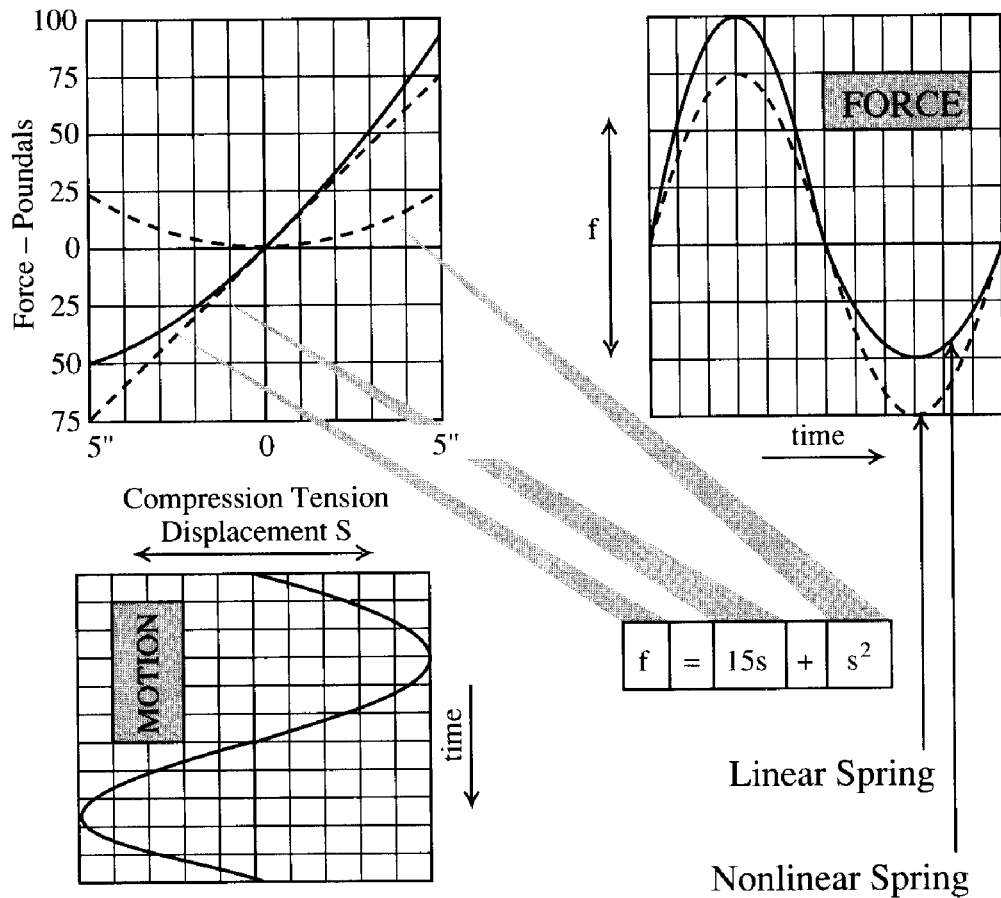 100
75
50
25
0
25
50
75
Force – Poundals
5" 0 5"
Compression Tension
Displacement S
FORCE
f
time
MOTION
time
f = 15s + s²
Linear Spring
Nonlinear Spring